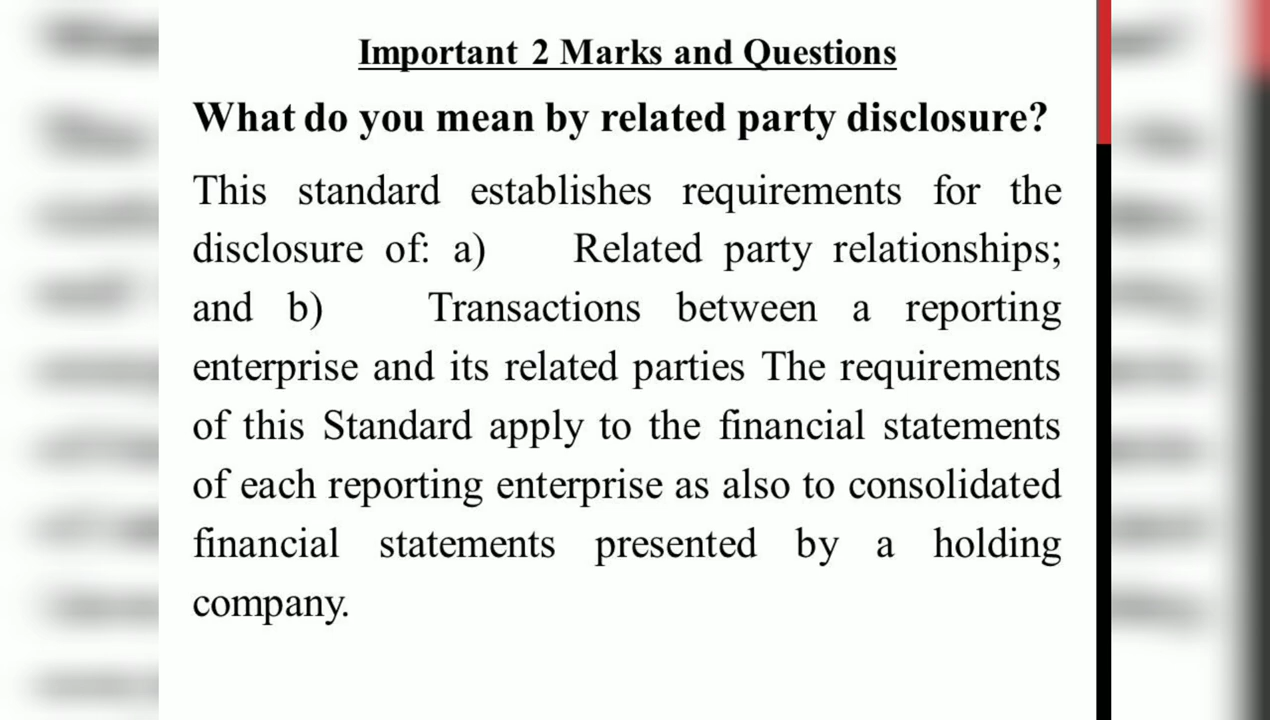 Important 2 Marks and Questions
What do you mean by related party disclosure?
This standard establishes requirements for the
disclosure of: a) Related party relationships;
and b) Transactions between a reporting
enterprise and its related parties The requirements
of this Standard apply to the financial statements
of each reporting enterprise as also to consolidated
financial statements presented by a holding
company.